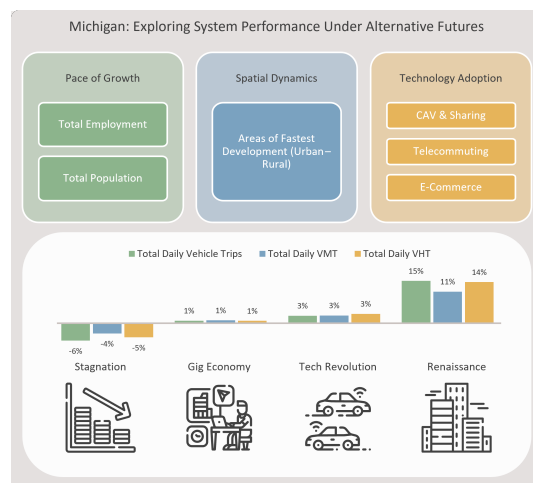 Michigan: Exploring System Performance Under Alternative Futures
Pace of Growth
Total Employment
Total Population
Spatial Dynamics
Areas of Fastest
Development (Urban–
Rural)
Technology Adoption
CAV & Sharing
Telecommuting
E-Commerce
Total Daily Vehicle Trips
Total Daily VMT
Total Daily VHT
-6%
-4%
-5%
1%
1%
1%
3%
3%
3%
15%
11%
14%
Stagnation
Gig Economy
Tech Revolution
Renaissance